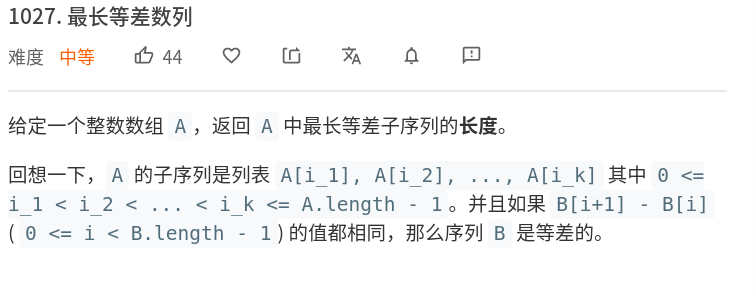 1027. 最长等差数列
难度 中等 44
给定一个整数数组 A，返回 A 中最长等差子序列的长度。
回想一下，A 的子序列是列表 A[i_1], A[i_2], ..., A[i_k] 其中 0 <=
i_1 < i_2 < ... < i_k <= A.length - 1 。并且如果 B[i+1] - B[i]
( 0 <= i < B.length - 1 ) 的值都相同，那么序列 B 是等差的。